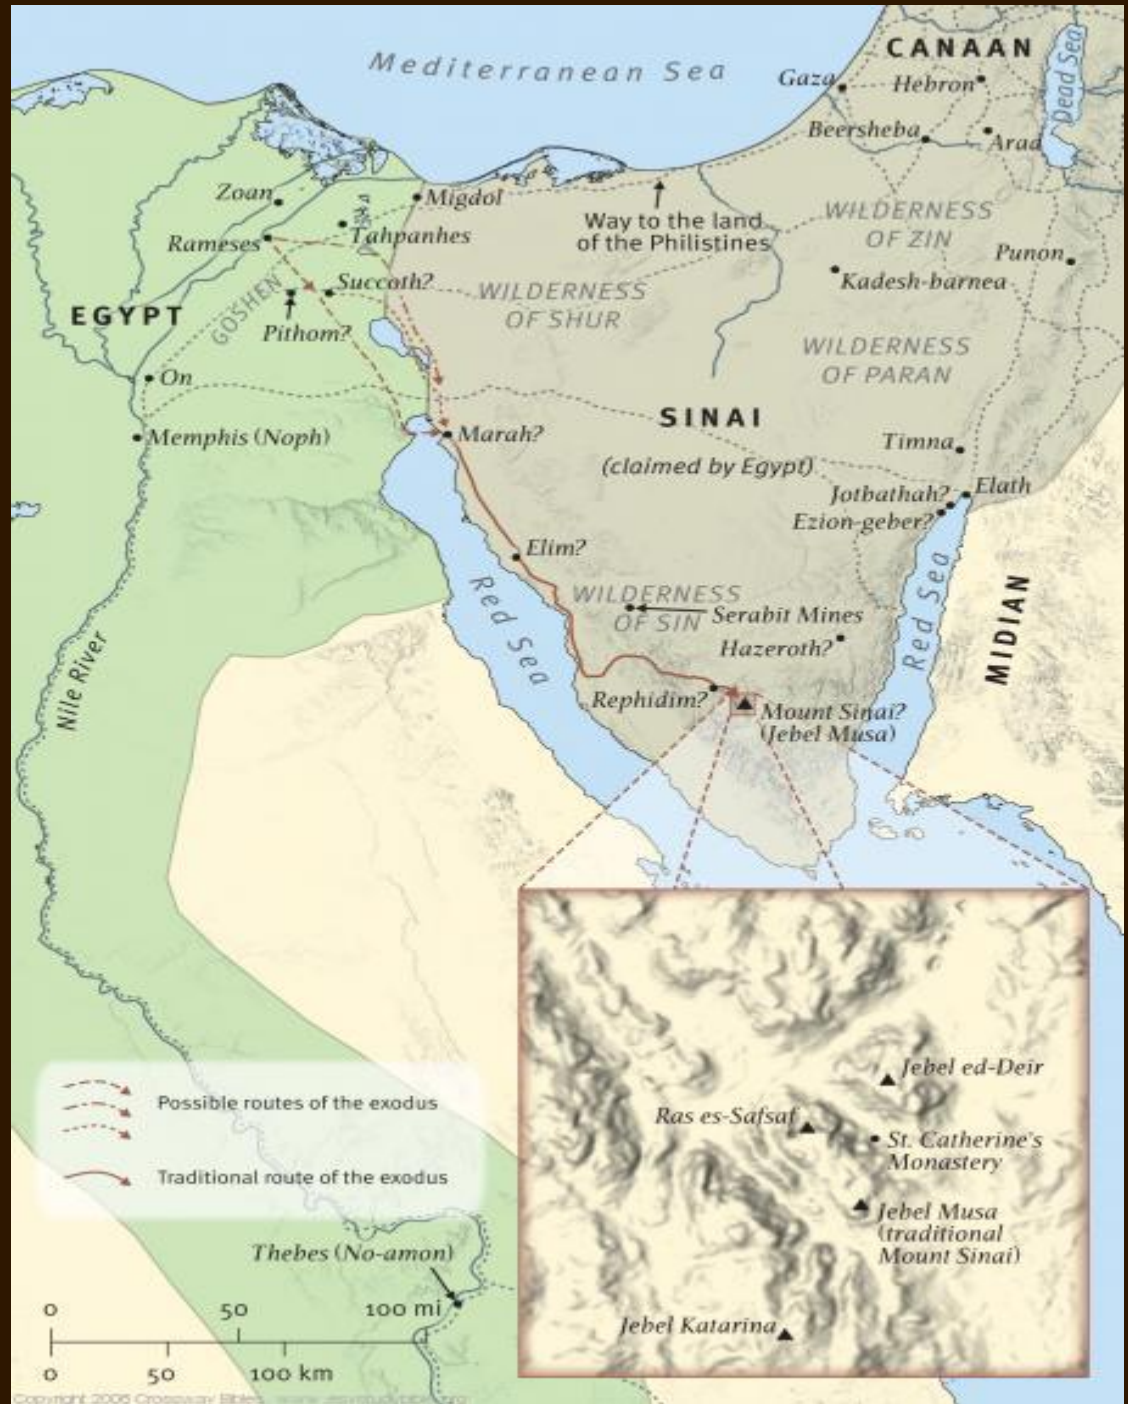 Mediterranean Sea
CANAAN
Dead Sea
Gaza
Hebron
Beersheba
Arad
Zoan
Migdol
Way to the land
of the Philistines
WILDERNESS
OF ZIN
Rameses
Tahpanhes
Punon
Succoth?
Kadesh-barnea
GOSHEN
WILDERNESS
OF SHUR
EGYPT
Pithom?
WILDERNESS
OF PARAN
On
SINAI
Memphis (Noph)
Marah?
Timna
(claimed by Egypt)
Jotbathah?
Elath
Ezion-geber?
Elim?
Red Sea
Red Sea
MIDIAN
WILDERNESS
OF SIN
Serabit Mines
Hazeroth?
Nile River
Rephidim?
Mount Sinai?
(Jebel Musa)
Jebel ed-Deir
Ras es-Safsaf
St. Catherine's
Monastery
Jebel Musa
(traditional
Mount Sinai)
Jebel Katarina
Possible routes of the exodus
Traditional route of the exodus
Thebes (No-amon)
0 50 100 mi
0 50 100 km
Copyright 2008 Crossway Bibles